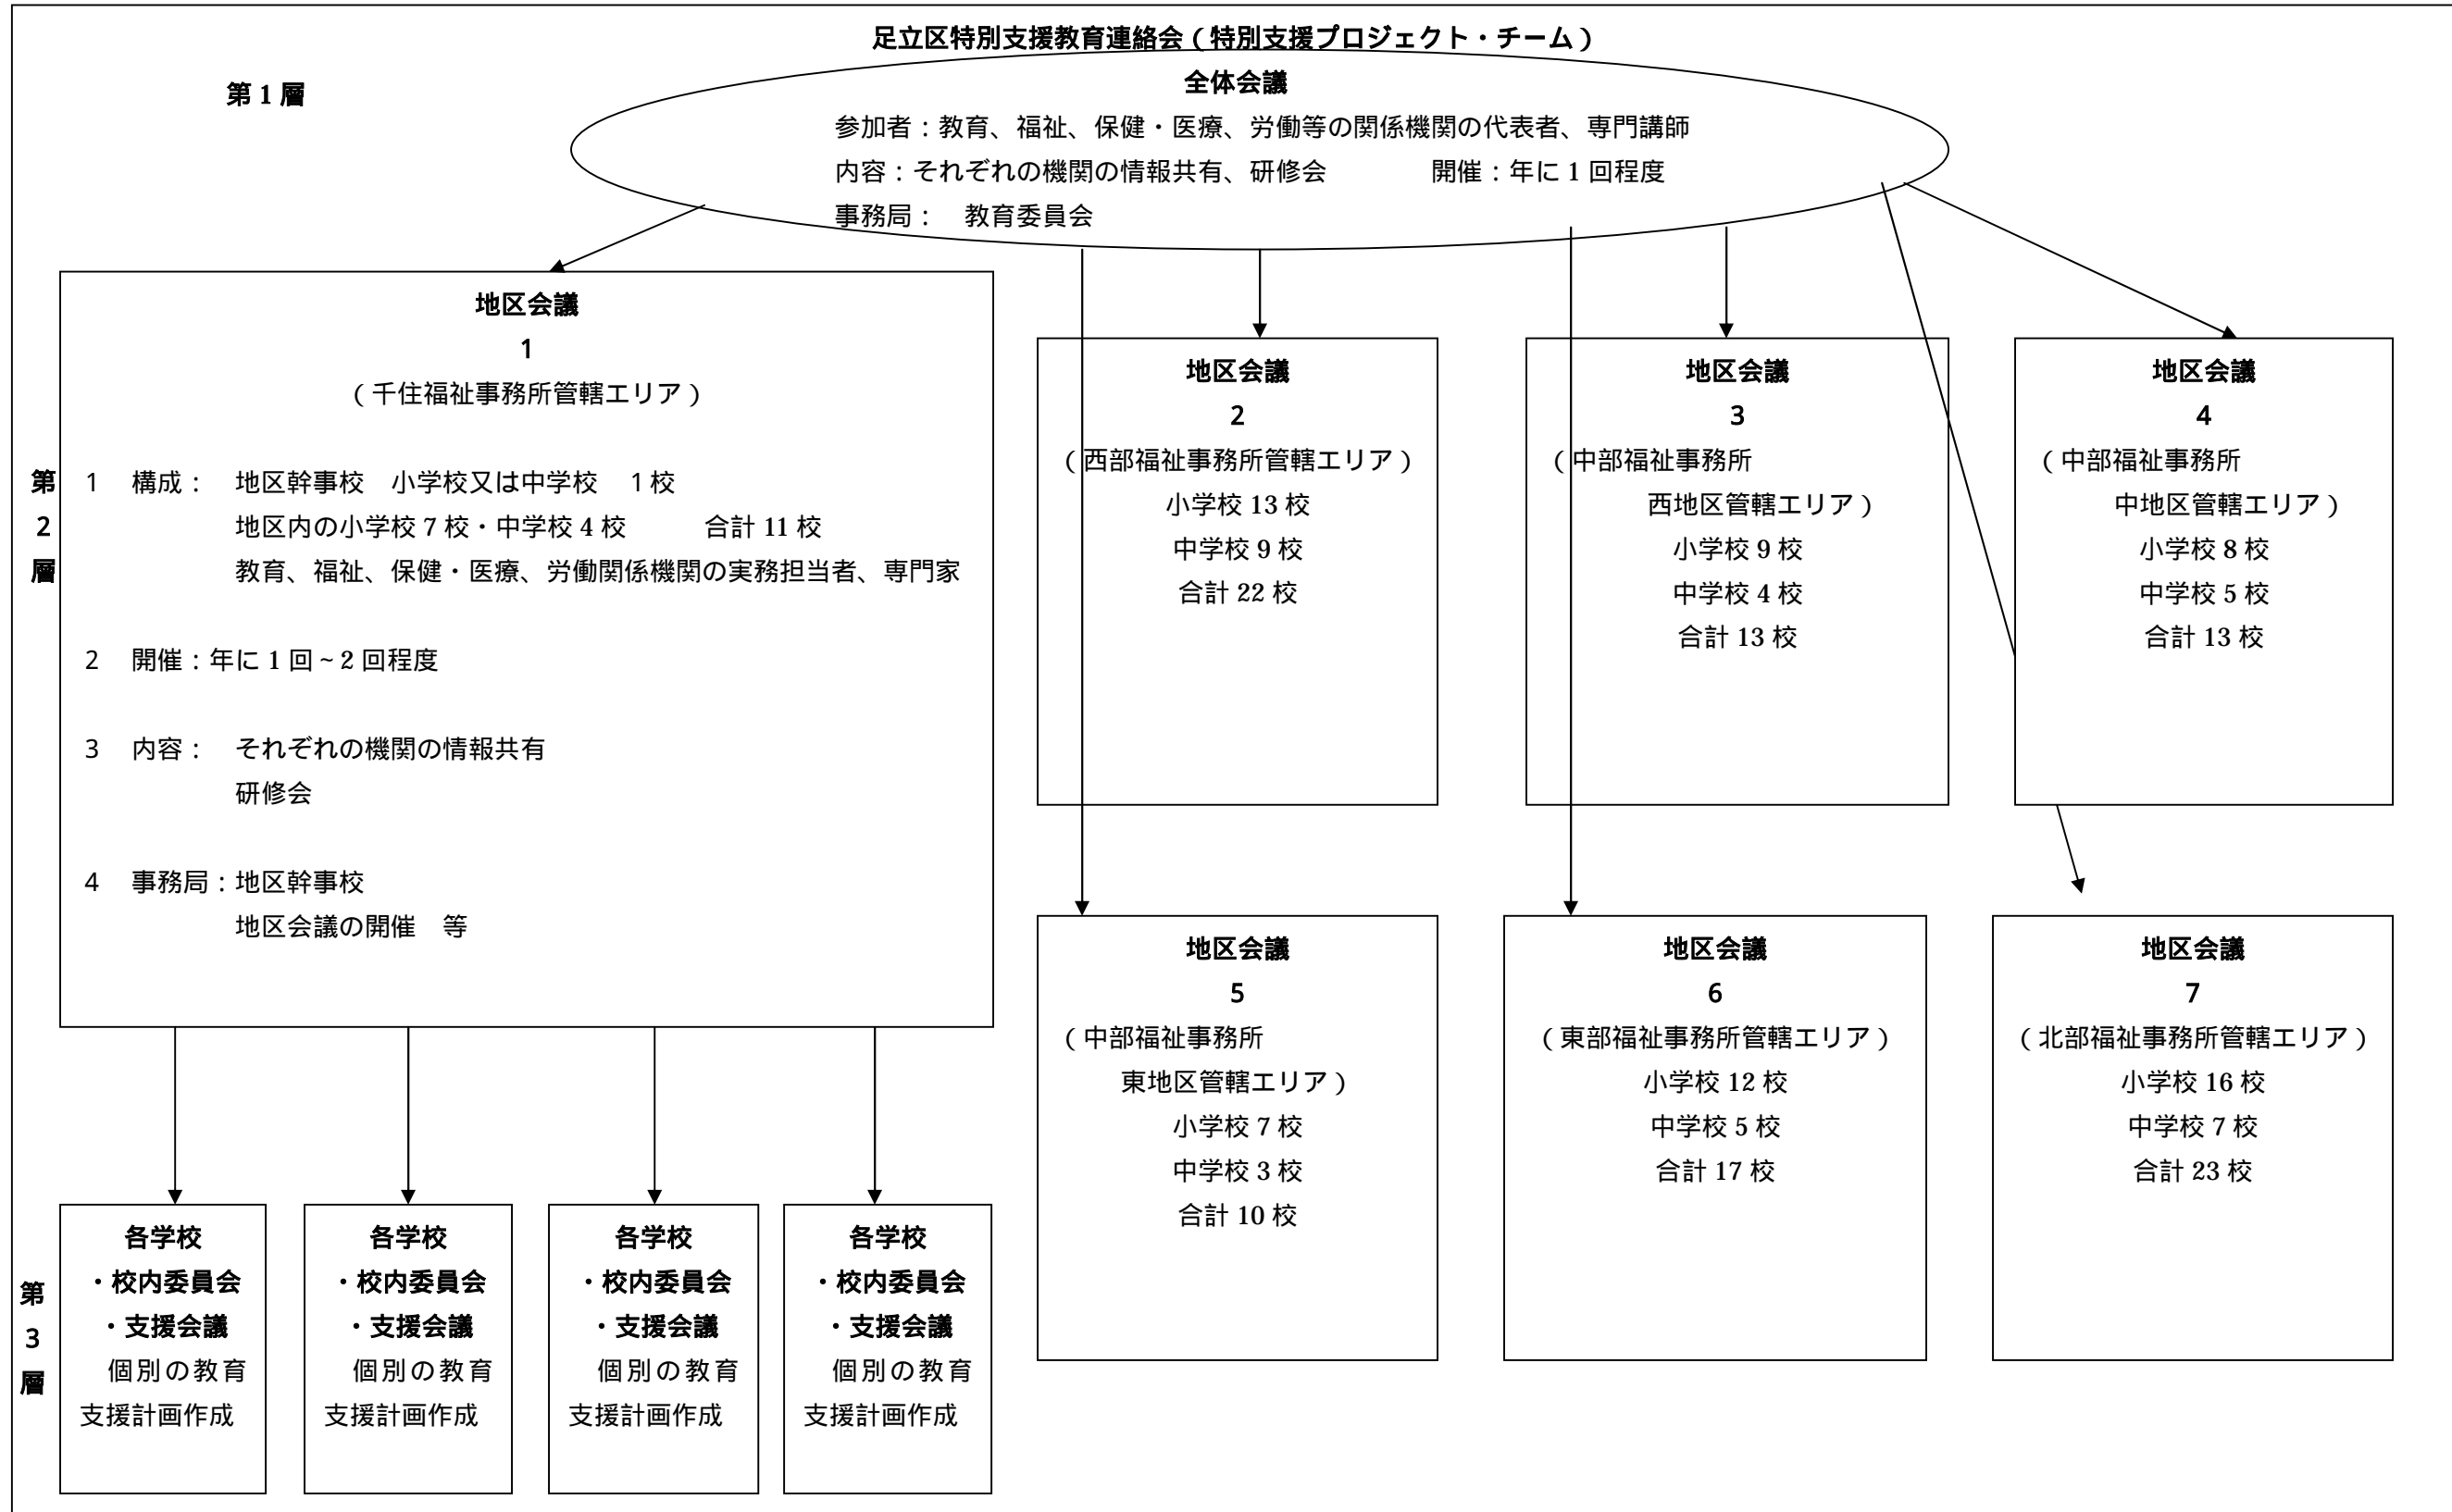 足立区特別支援教育連絡会(特別支援プロジェクト・チーム)
第1層
全体会議
参加者:教育、福祉、保健・医療、労働等の関係機関の代表者、専門講師
内容:それぞれの機関の情報共有、研修会　　　　開催:年に1回程度
事務局:　教育委員会
第2層
地区会議
1
(千住福祉事務所管轄エリア)
1　構成:　地区幹事校　小学校又は中学校　1校
地区内の小学校7校・中学校4校　　　合計11校
教育、福祉、保健・医療、労働関係機関の実務担当者、専門家
2　開催:年に1回~2回程度
3　内容:　それぞれの機関の情報共有
研修会
4　事務局:地区幹事校
地区会議の開催　等
地区会議
2
(西部福祉事務所管轄エリア)
小学校13校
中学校9校
合計22校
地区会議
3
(中部福祉事務所
西地区管轄エリア)
小学校9校
中学校4校
合計13校
地区会議
4
(中部福祉事務所
中地区管轄エリア)
小学校8校
中学校5校
合計13校
地区会議
5
(中部福祉事務所
東地区管轄エリア)
小学校7校
中学校3校
合計10校
地区会議
6
(東部福祉事務所管轄エリア)
小学校12校
中学校5校
合計17校
地区会議
7
(北部福祉事務所管轄エリア)
小学校16校
中学校7校
合計23校
第3層
各学校
・校内委員会
・支援会議
個別の教育
支援計画作成
各学校
・校内委員会
・支援会議
個別の教育
支援計画作成
各学校
・校内委員会
・支援会議
個別の教育
支援計画作成
各学校
・校内委員会
・支援会議
個別の教育
支援計画作成